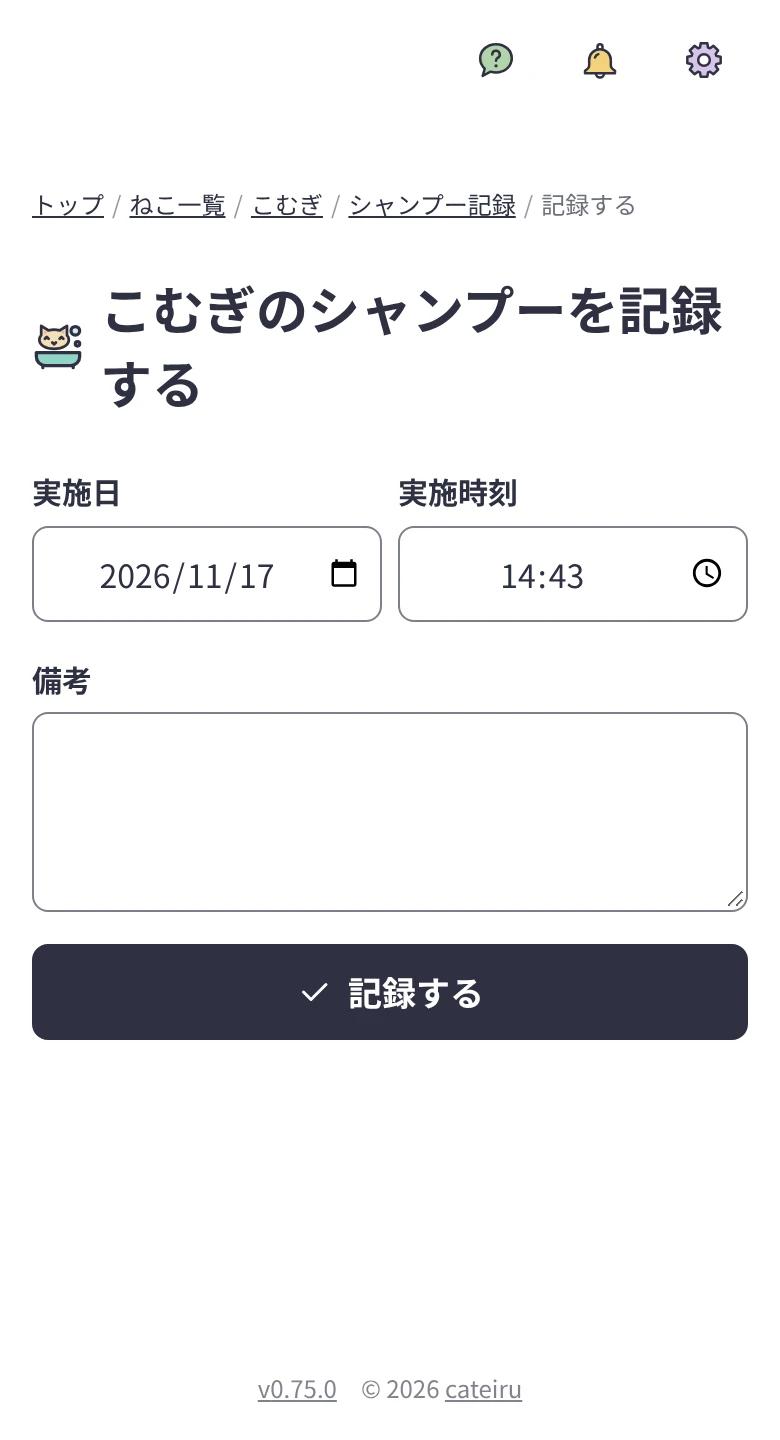 トップ / ねこ一覧 / こむぎ / シャンプー記録 / 記録する
こむぎのシャンプーを記録
する
実施日
実施時刻
2026/11/17
14:43
備考
記録する
v0.75.0 © 2026 cateiru